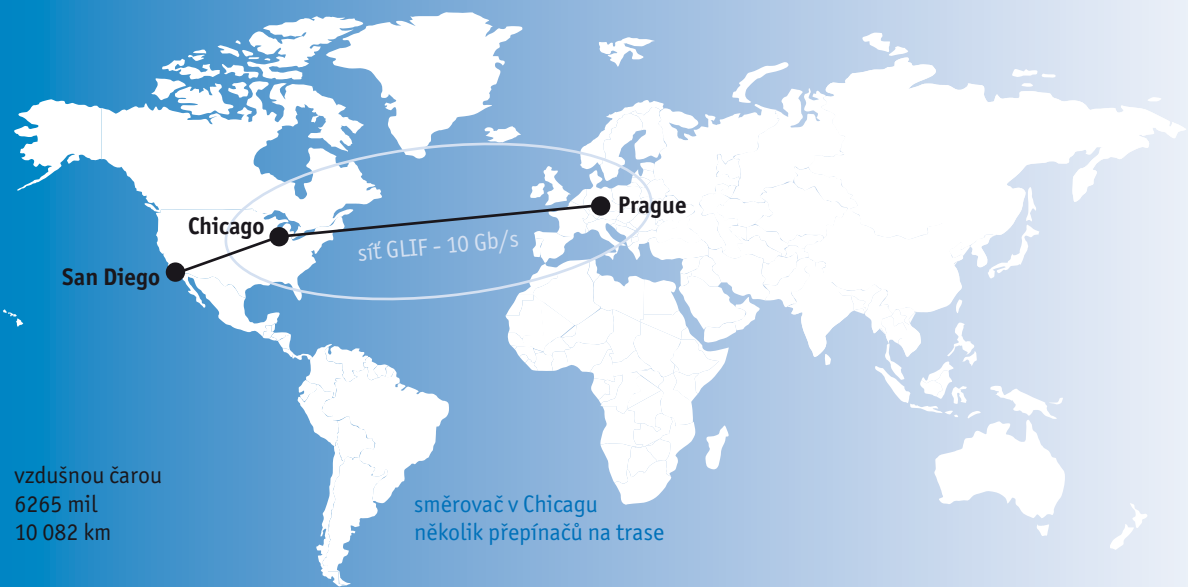 Prague
Chicago
síť GLIF - 10 Gb/s
San Diego
vzdušnou čarou
6265 mil
10 082 km
směrovač v Chicagu
několik přepínačů na trase